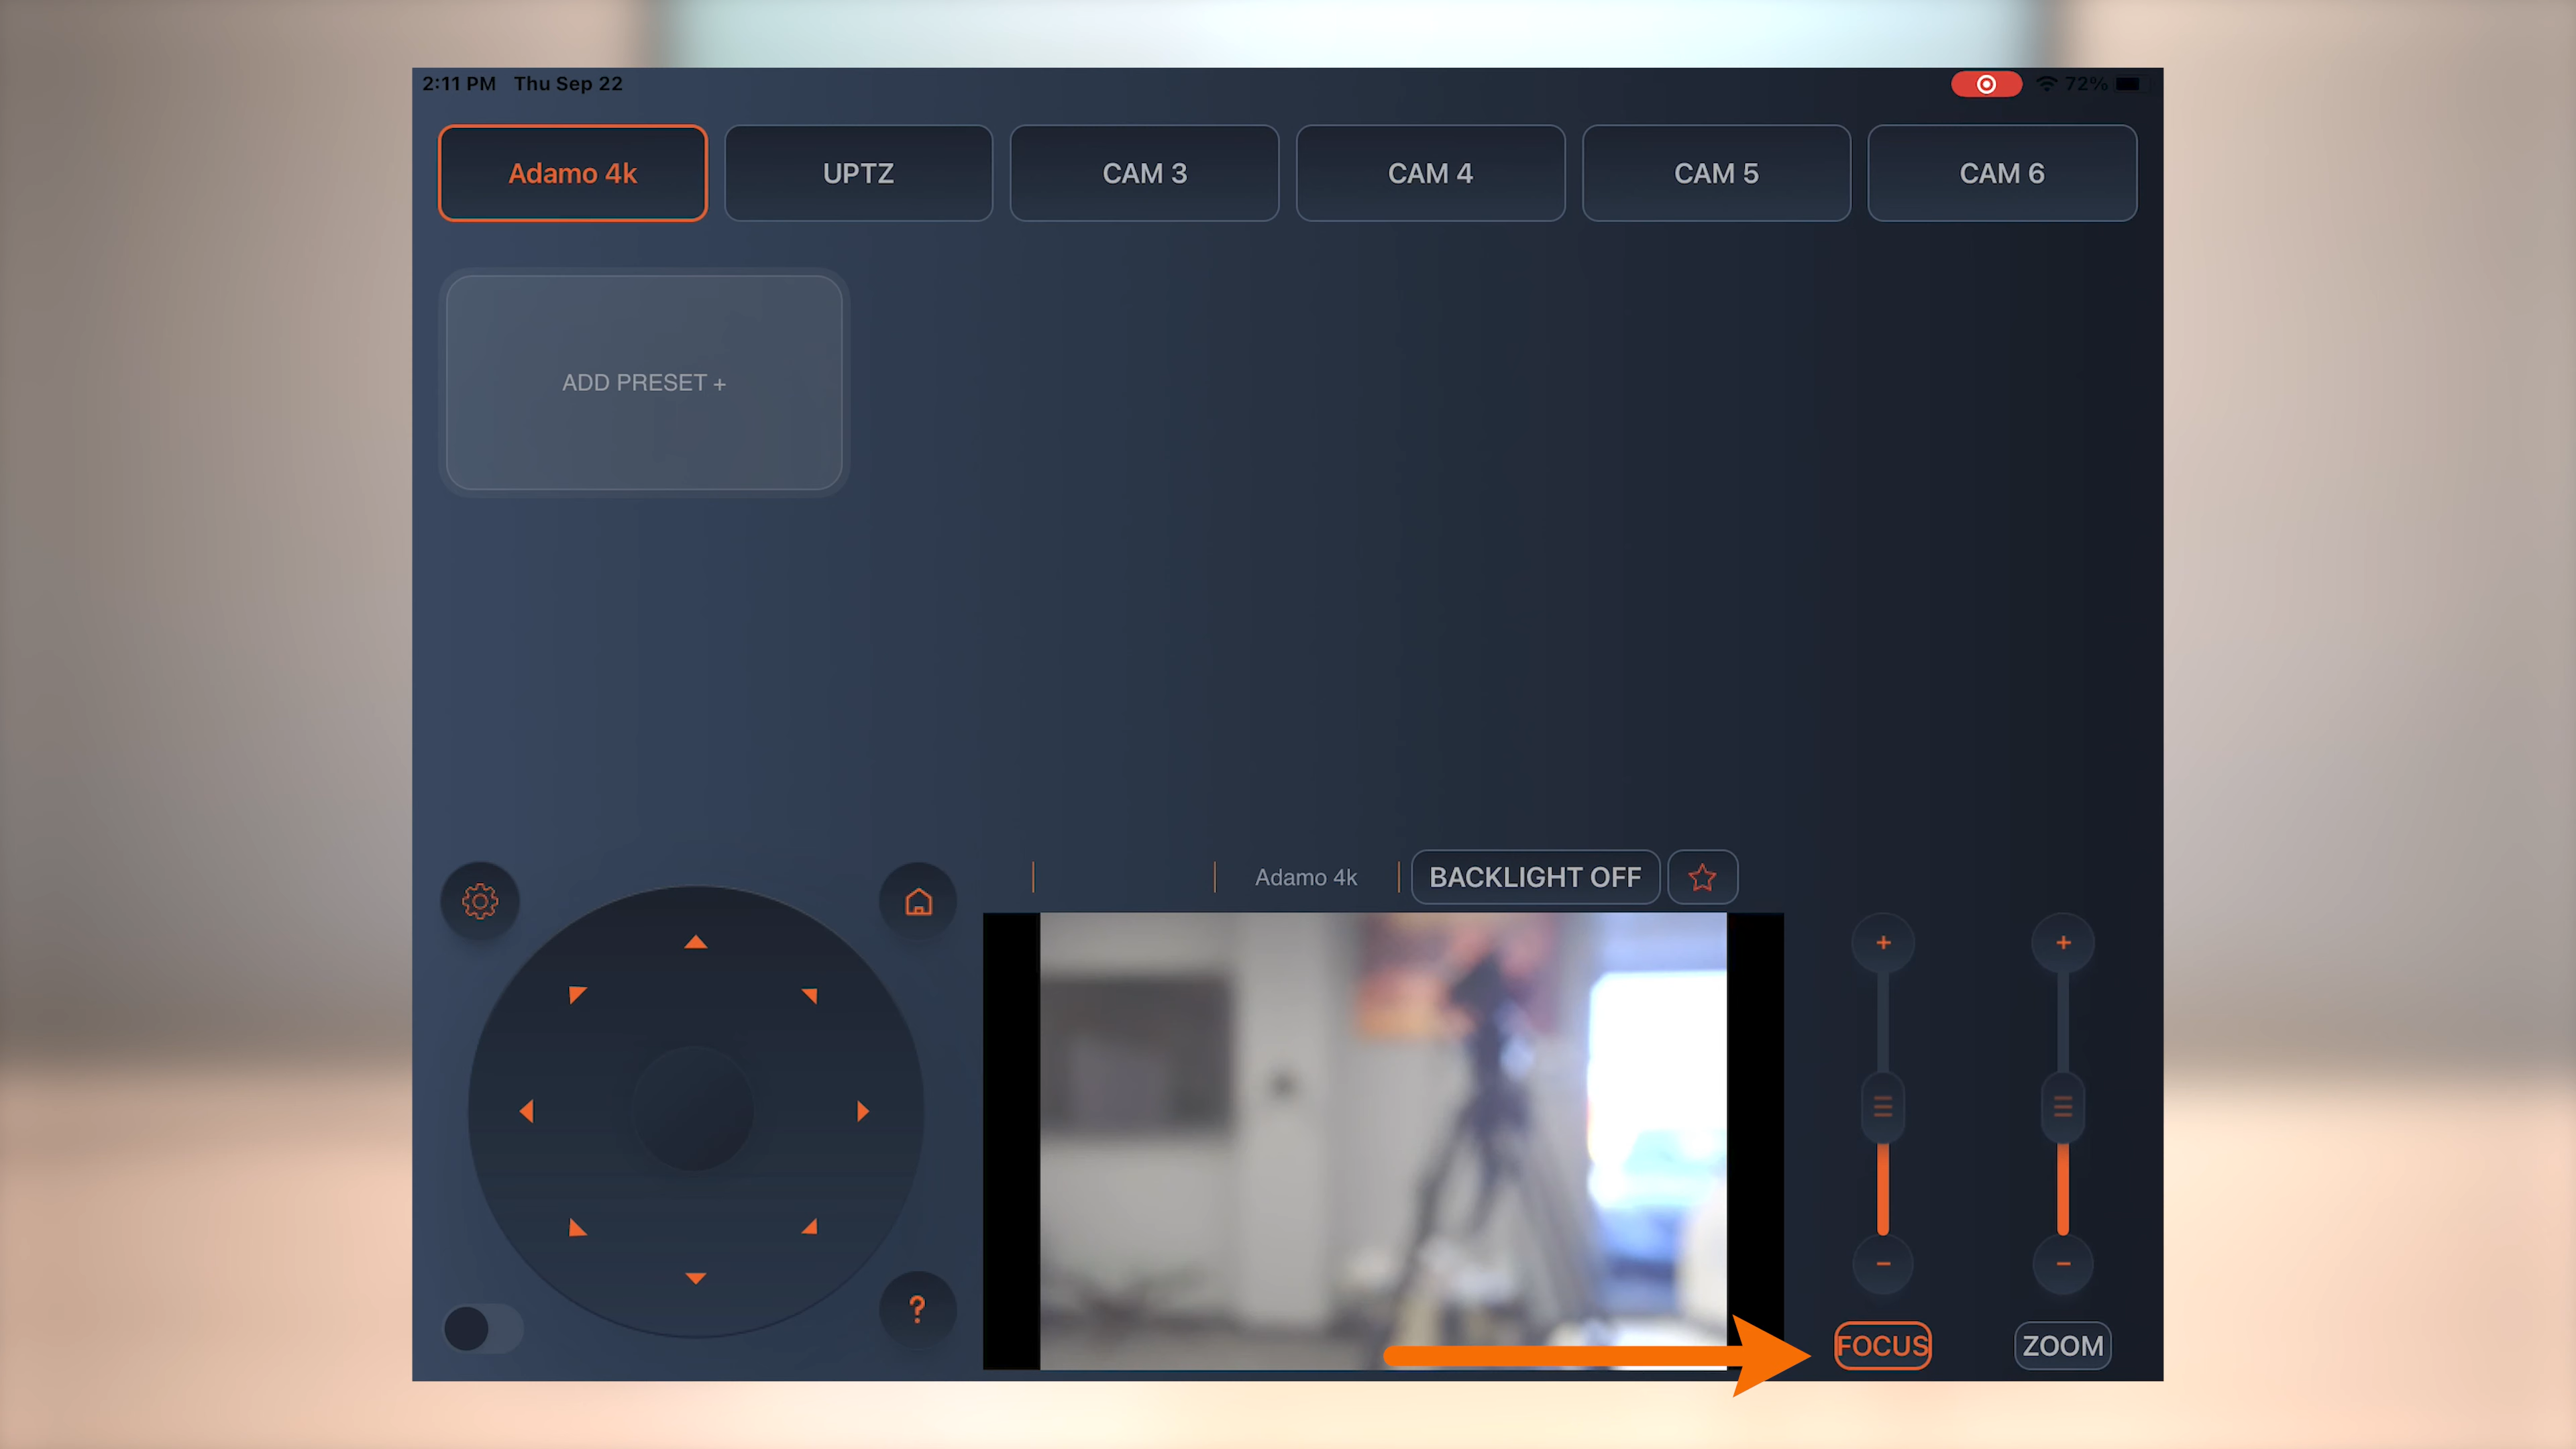 2:11 PM Thu Sep 22
72%
Adamo 4k
UPTZ
CAM 3
CAM 4
CAM 5
CAM 6
ADD PRESET +
Adamo 4k
BACKLIGHT OFF
?
FOCUS
ZOOM